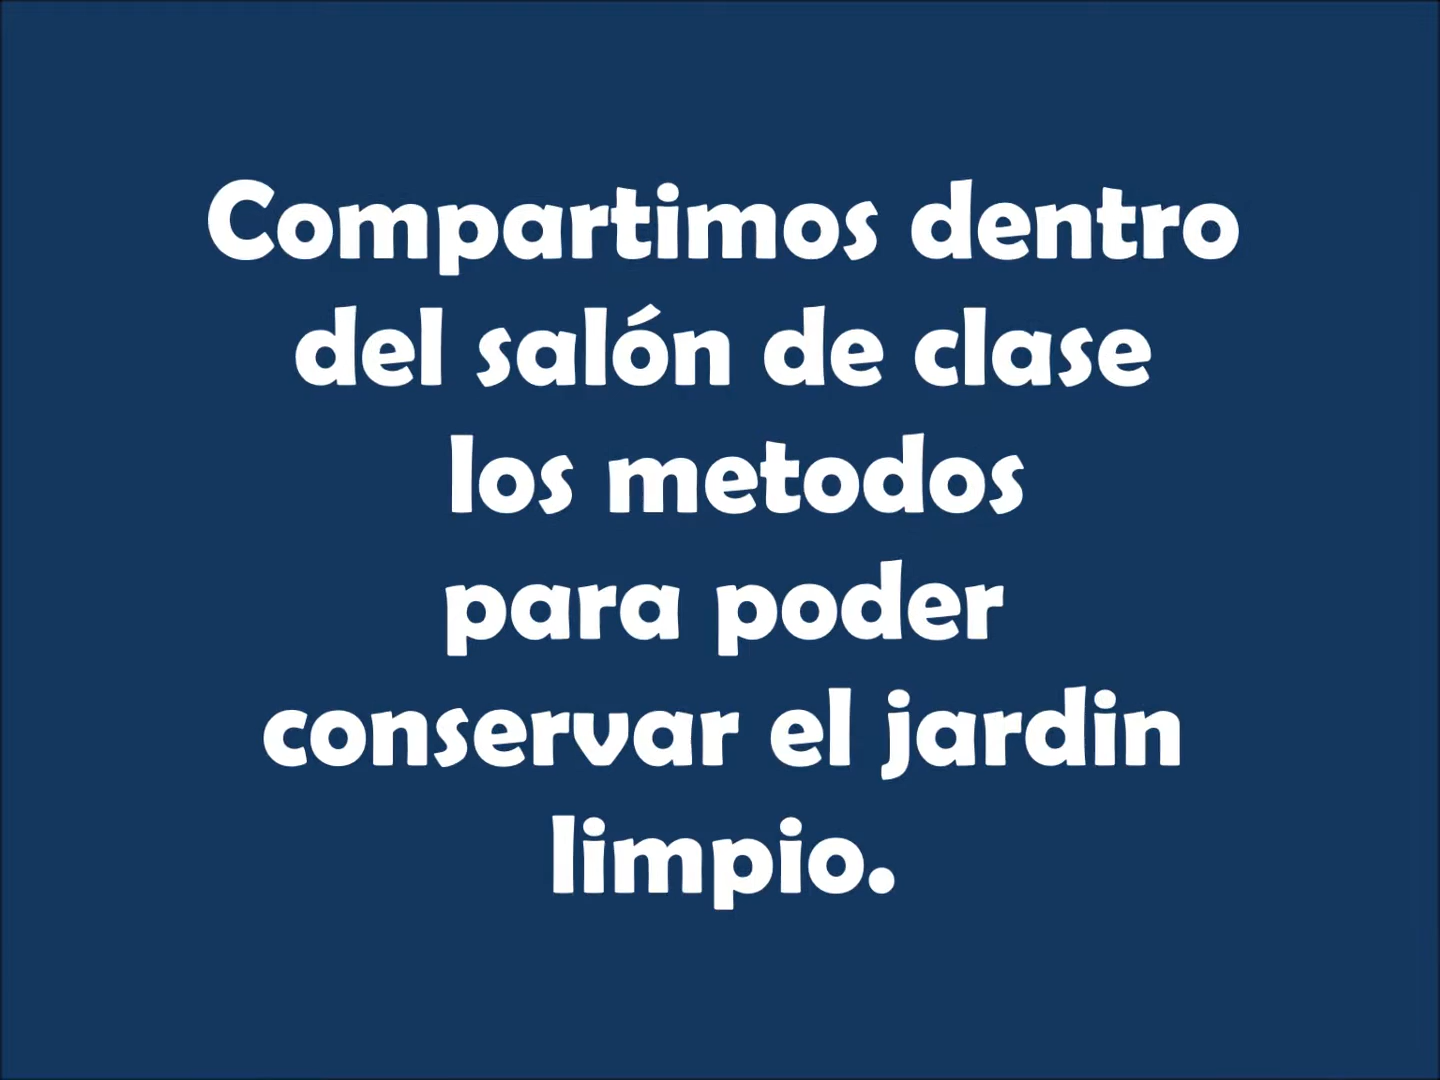 Compartimos dentro
del salón de clase
los metodos
para poder
conservar el jardin
limpio.